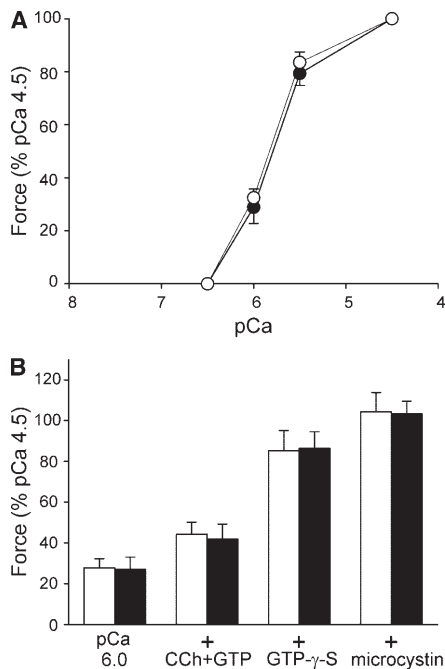 A
Force (% pCa 4.5)
100
80
60
40
20
0
8 7 6 5 4
pCa
B
Force (% pCa 4.5)
120
100
80
60
40
20
0
pCa + + +
6.0 CCh+GTP GTP-γ-S microcystin